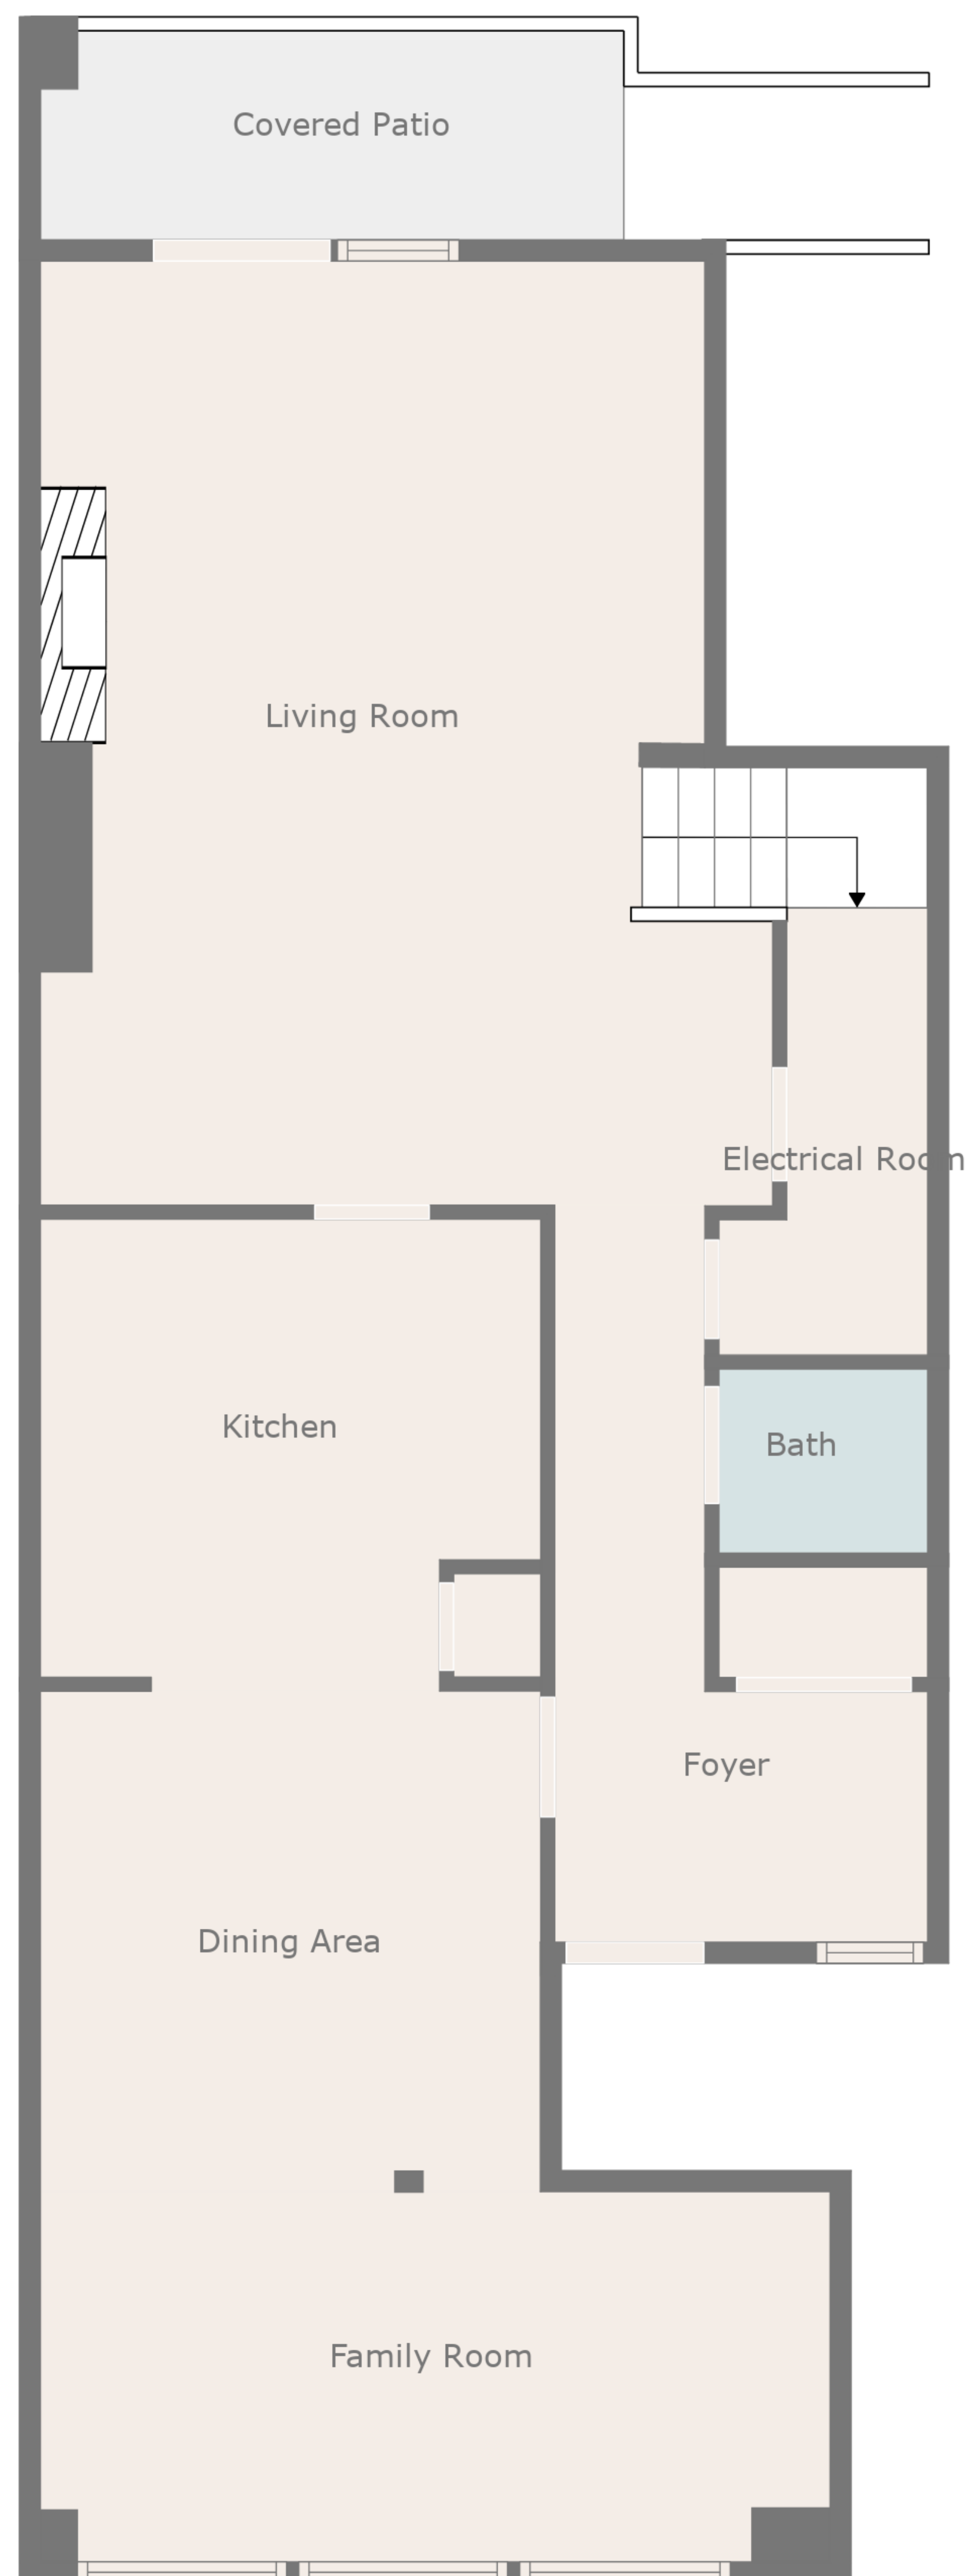 Covered Patio
Living Room
Electrical Room
Kitchen
Bath
Foyer
Dining Area
Family Room